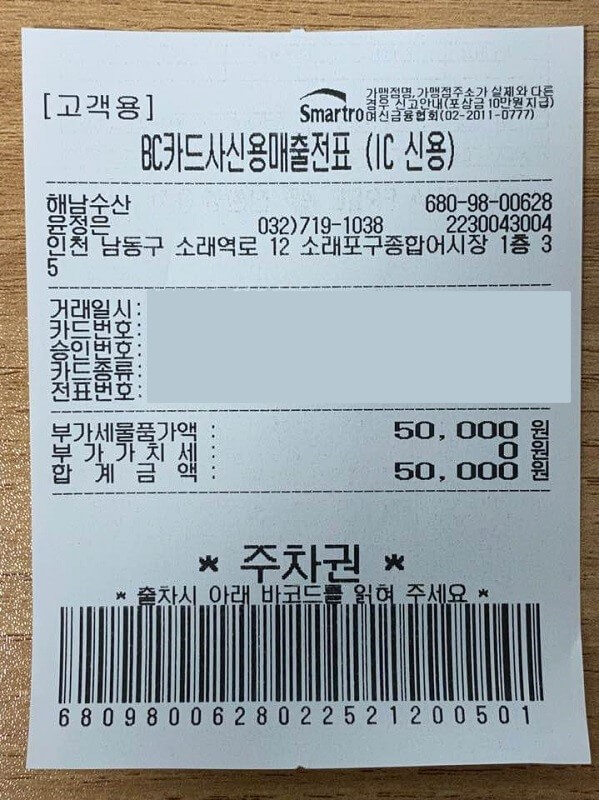 [고객용]
Smartro
가맹점명, 가맹점주소가 실제와 다른
경우 신고안내(포상금 10만원 지급)
여신금융협회(02-2011-0777)
BC카드사신용매출전표 (IC 신용)
해남수산 680-98-00628
윤정은 032)719-1038 2230043004
인천 남동구 소래역로 12 소래포구종합어시장 1층 3
5
거래일시:
카드번호:
승인번호:
카드종류:
전표번호:
부가세물품가액 : 50,000 원
부 가 가 치 세 : 0 원
합 계 금 액 : 50,000 원
* 주차권 *
* 출차시 아래 바코드를 읽혀 주세요 *
680980062802252120050​1